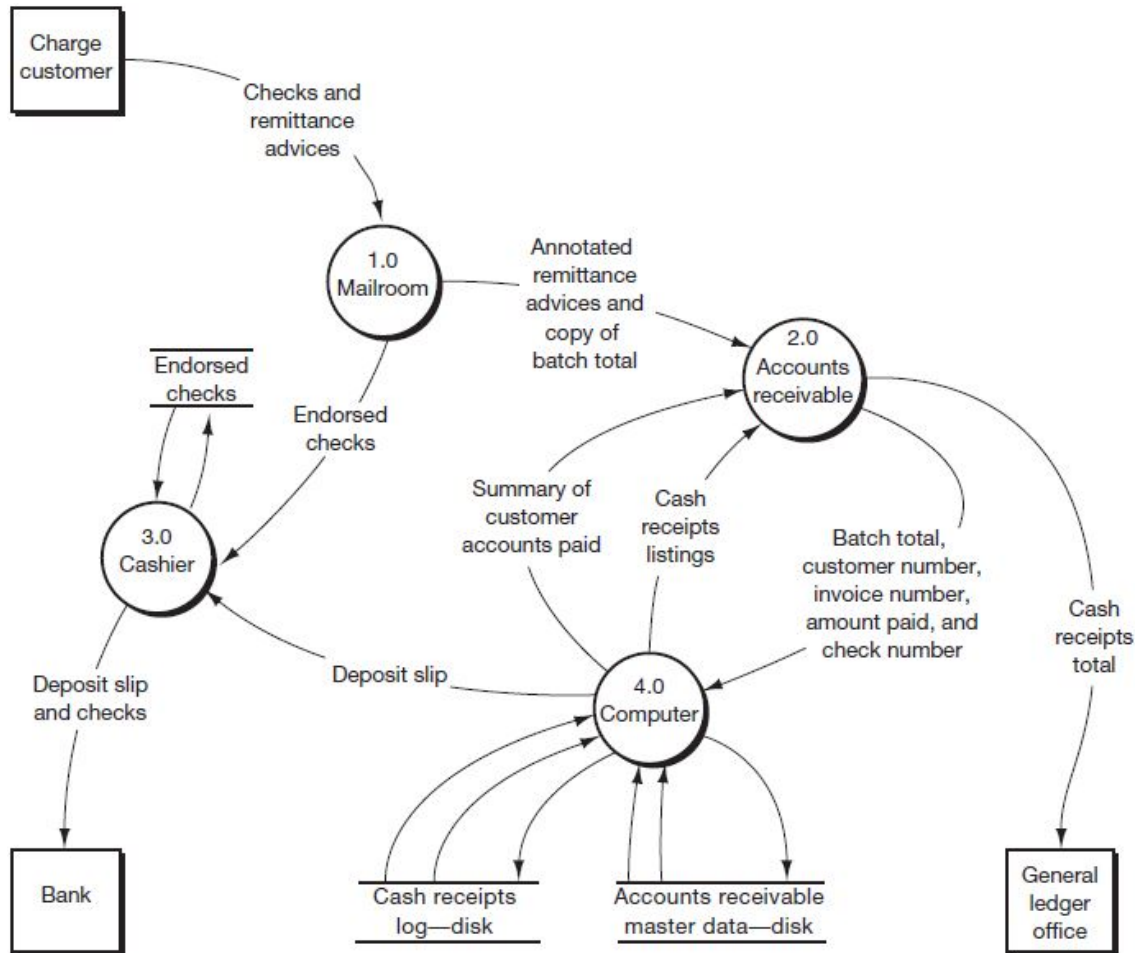 Charge
customer
Checks and
remittance
advices
1.0
Mailroom
Annotated
remittance
advices and
copy of
batch total
2.0
Accounts
receivable
Endorsed
checks
Endorsed
checks
3.0
Cashier
Summary of
customer
accounts paid
Cash
receipts
listings
Batch total,
customer number,
invoice number,
amount paid, and
check number
Cash
receipts
total
Deposit slip
and checks
Deposit slip
4.0
Computer
Bank
Cash receipts
log—disk
Accounts receivable
master data—disk
General
ledger
office